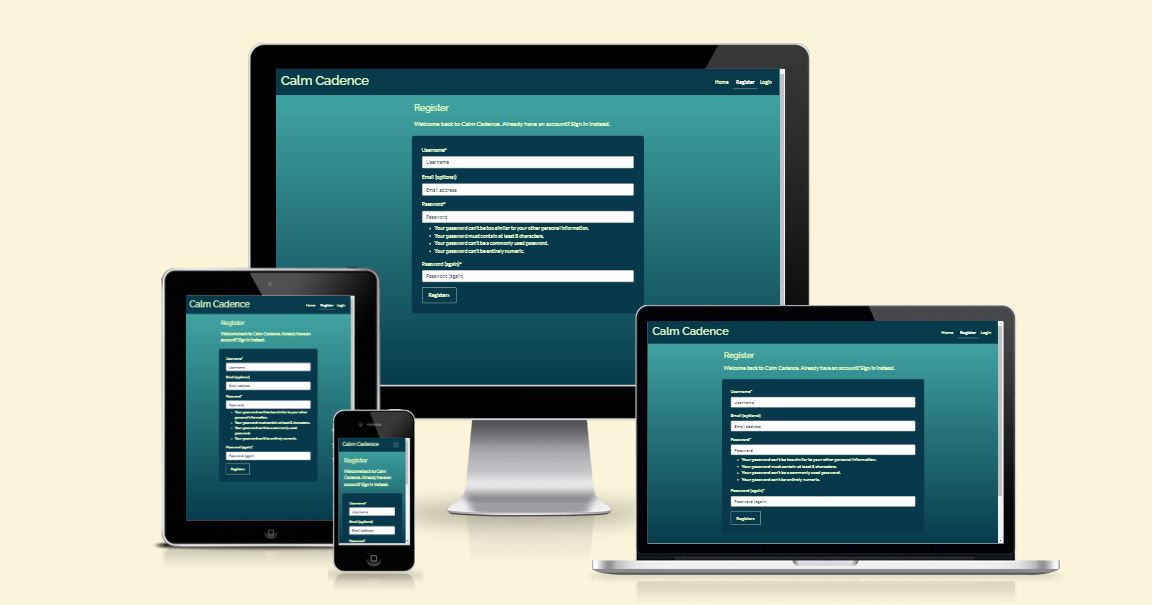 Calm Cadence
Home Register Login
Register
Welcome back to Calm Cadence. Already have an account? Sign in instead.
Username*
Username
Email (optional)
Email address
Password*
Password
Your password can't be too similar to your other personal information.
Your password must contain at least 8 characters.
Your password can't be a commonly used password.
Your password can't be entirely numeric.
Password (again)*
Password (again)
Register»
Calm Cadence
Home Register Login
Register
Welcome back to Calm Cadence. Already have an
account? Sign in instead.
Username*
Username
Email (optional)
Email address
Password*
Password
Your password can't be too similar to your other
personal information.
Your password must contain at least 8 characters.
Your password can't be a commonly used
password.
Your password can't be entirely numeric.
Password (again)*
Password (again)
Register»
Calm Cadence
Register
Welcome back to Calm
Cadence. Already have an
account? Sign in instead.
Username*
Username
Email (optional)
Email address
Password*
Calm Cadence
Home Register Login
Register
Welcome back to Calm Cadence. Already have an account? Sign in instead.
Username*
Username
Email (optional)
Email address
Password*
Password
Your password can't be too similar to your other personal information.
Your password must contain at least 8 characters.
Your password can't be a commonly used password.
Your password can't be entirely numeric.
Password (again)*
Password (again)
Register»